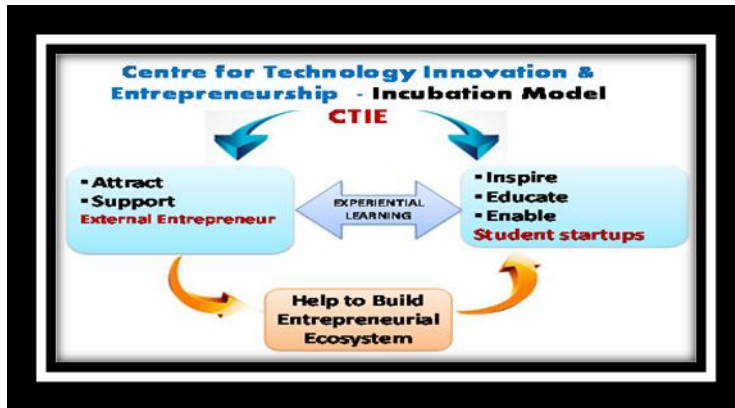 Centre for Technology Innovation &
Entrepreneurship - Incubation Model
CTIE
▪Attract
▪Support
External Entrepreneur
EXPERIENTIAL
LEARNING
▪Inspire
▪Educate
▪Enable
Student startups
Help to Build
Entrepreneurial
Ecosystem